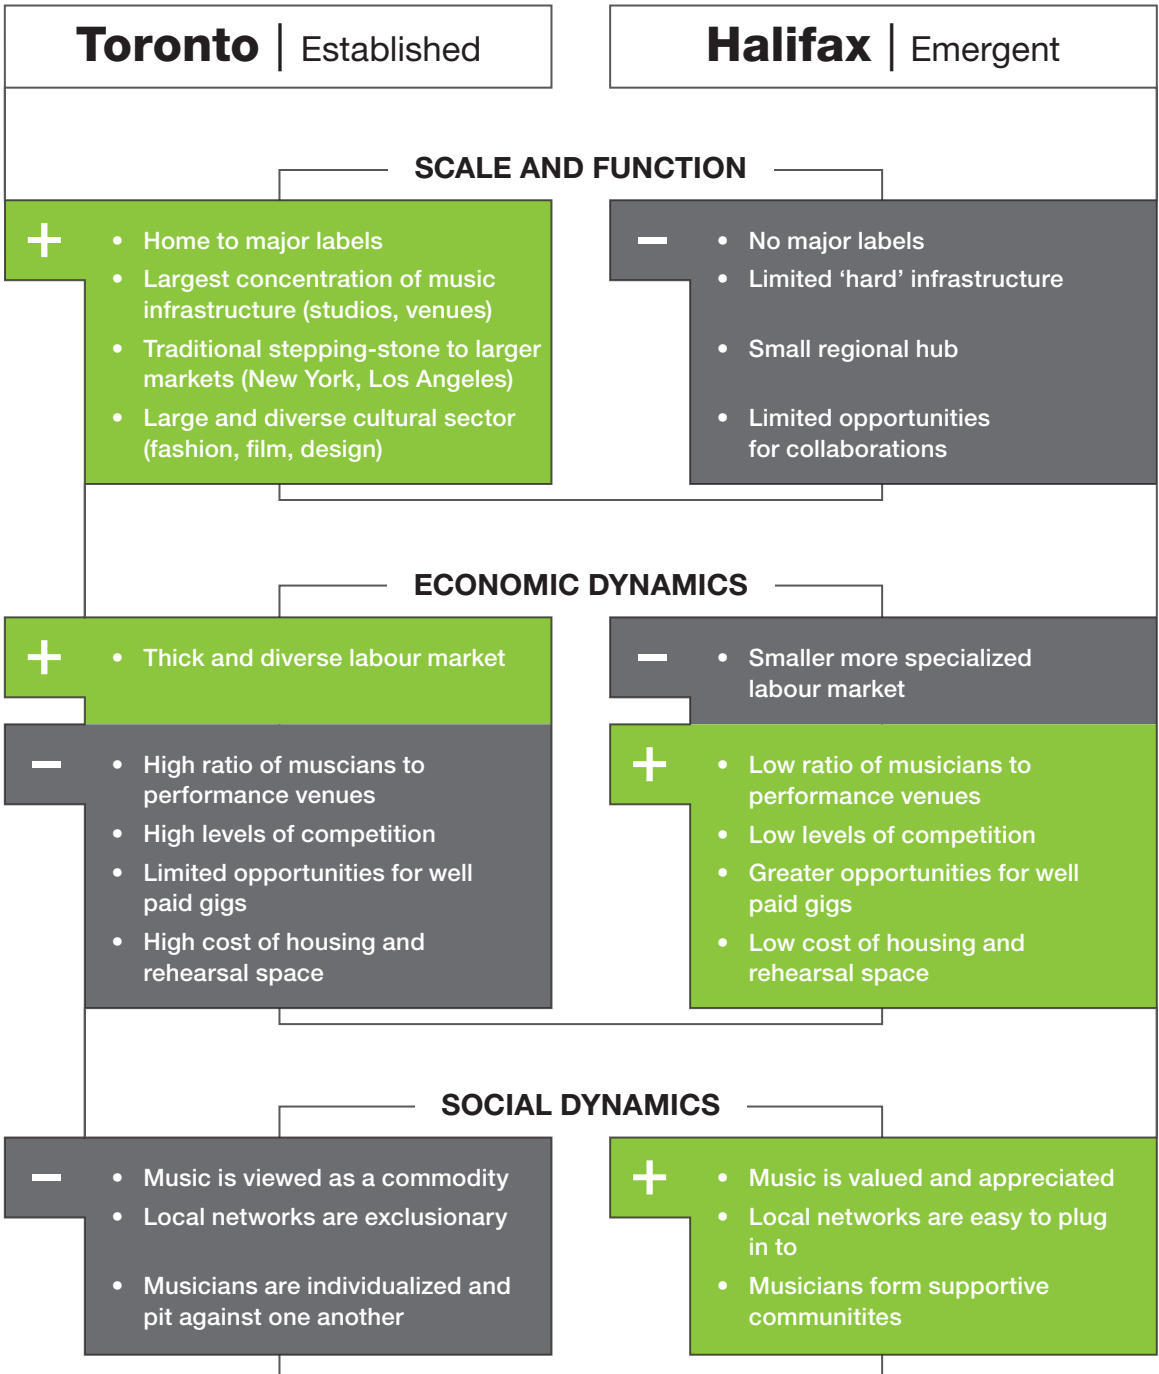 Toronto | Established
Halifax | Emergent
SCALE AND FUNCTION
+
• Home to major labels
• Largest concentration of music
infrastructure (studios, venues)
• Traditional stepping-stone to larger
markets (New York, Los Angeles)
• Large and diverse cultural sector
(fashion, film, design)
−
• No major labels
• Limited ‘hard’ infrastructure
• Small regional hub
• Limited opportunities
for collaborations
ECONOMIC DYNAMICS
+
• Thick and diverse labour market
−
• High ratio of muscians to
performance venues
• High levels of competition
• Limited opportunities for well
paid gigs
• High cost of housing and
rehearsal space
−
• Smaller more specialized
labour market
+
• Low ratio of musicians to
performance venues
• Low levels of competition
• Greater opportunities for well
paid gigs
• Low cost of housing and
rehearsal space
SOCIAL DYNAMICS
−
• Music is viewed as a commodity
• Local networks are exclusionary
• Musicians are individualized and
pit against one another
+
• Music is valued and appreciated
• Local networks are easy to plug
in to
• Musicians form supportive
communitites